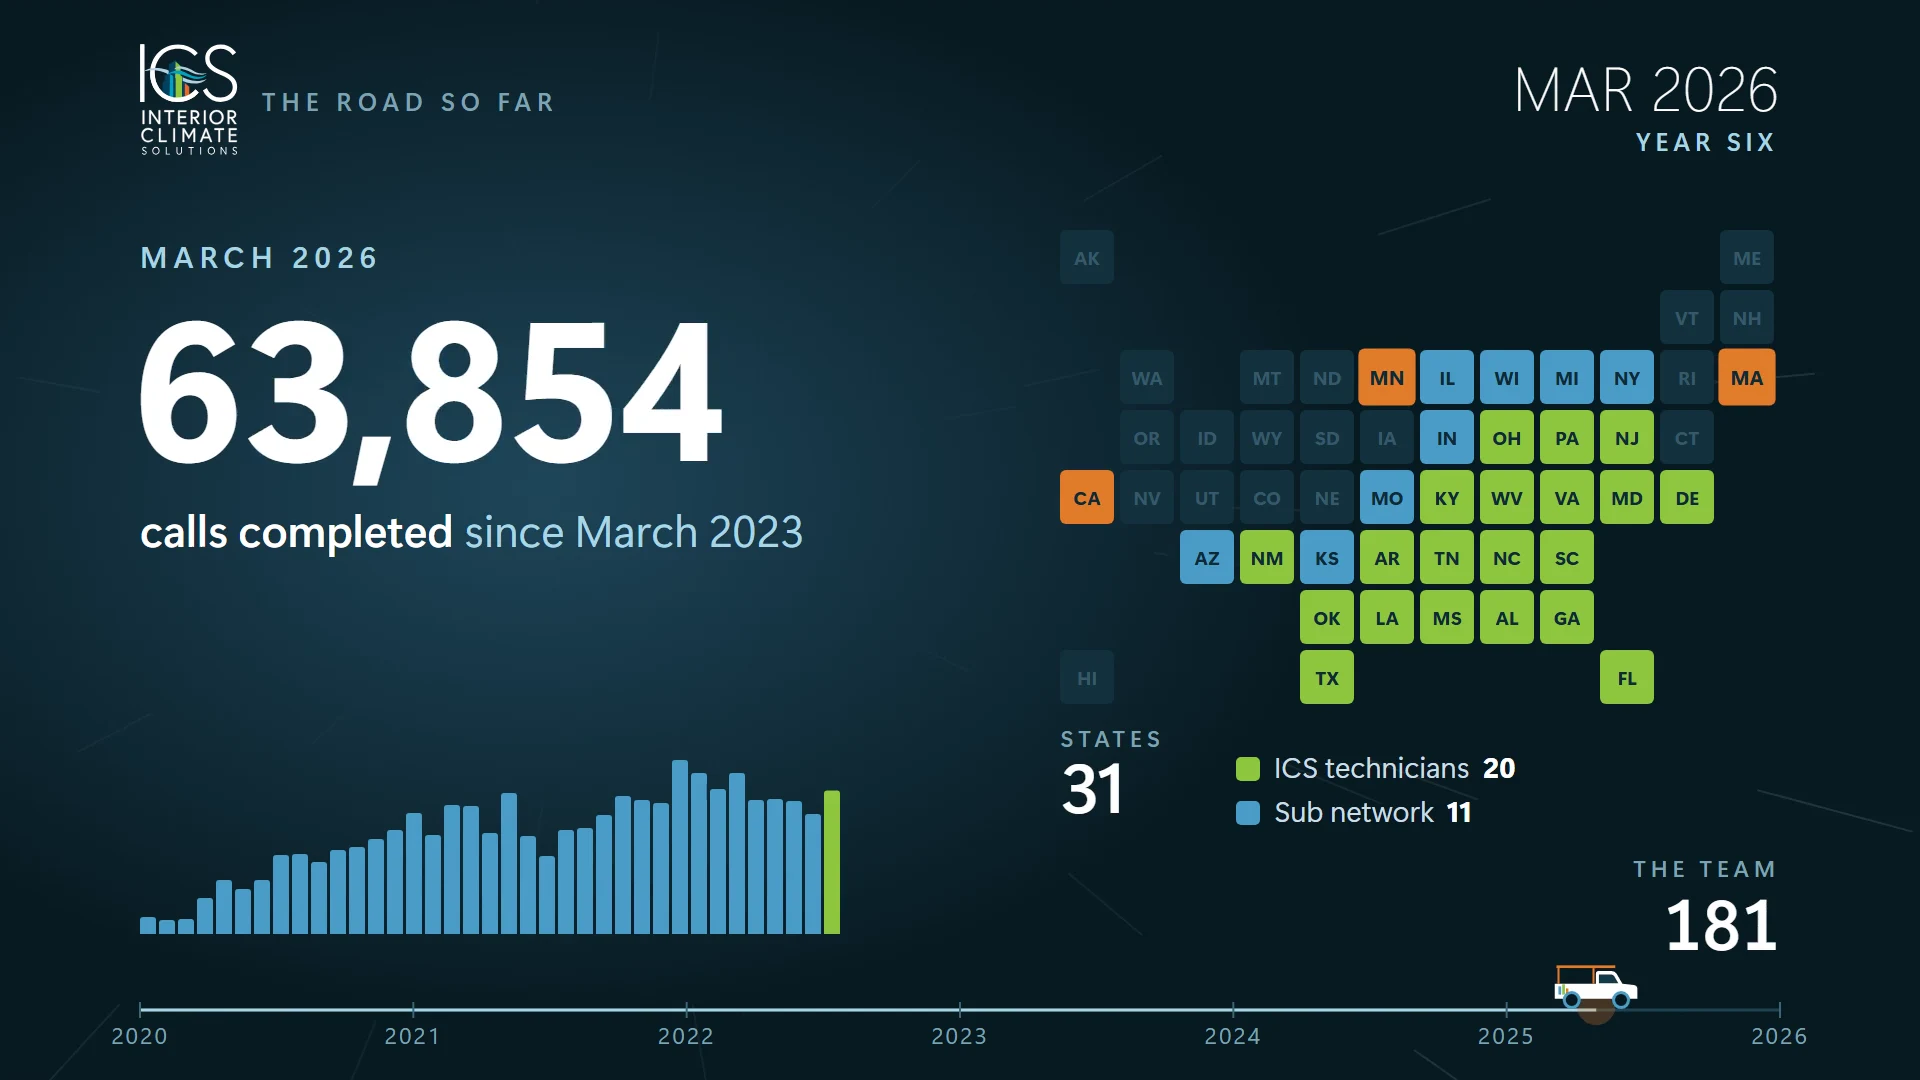 ICS
INTERIOR
CLIMATE
SOLUTIONS
THE ROAD SO FAR
MAR 2026
YEAR SIX
MARCH 2026
63,854
calls completed since March 2023
AK ME
VT NH
WA MT ND MN IL WI MI NY RI MA
OR ID WY SD IA IN OH PA NJ CT
CA NV UT CO NE MO KY WV VA MD DE
AZ NM KS AR TN NC SC
OK LA MS AL GA
HI TX FL
STATES
31
ICS technicians 20
Sub network 11
THE TEAM
181
2020 2021 2022 2023 2024 2025 2026